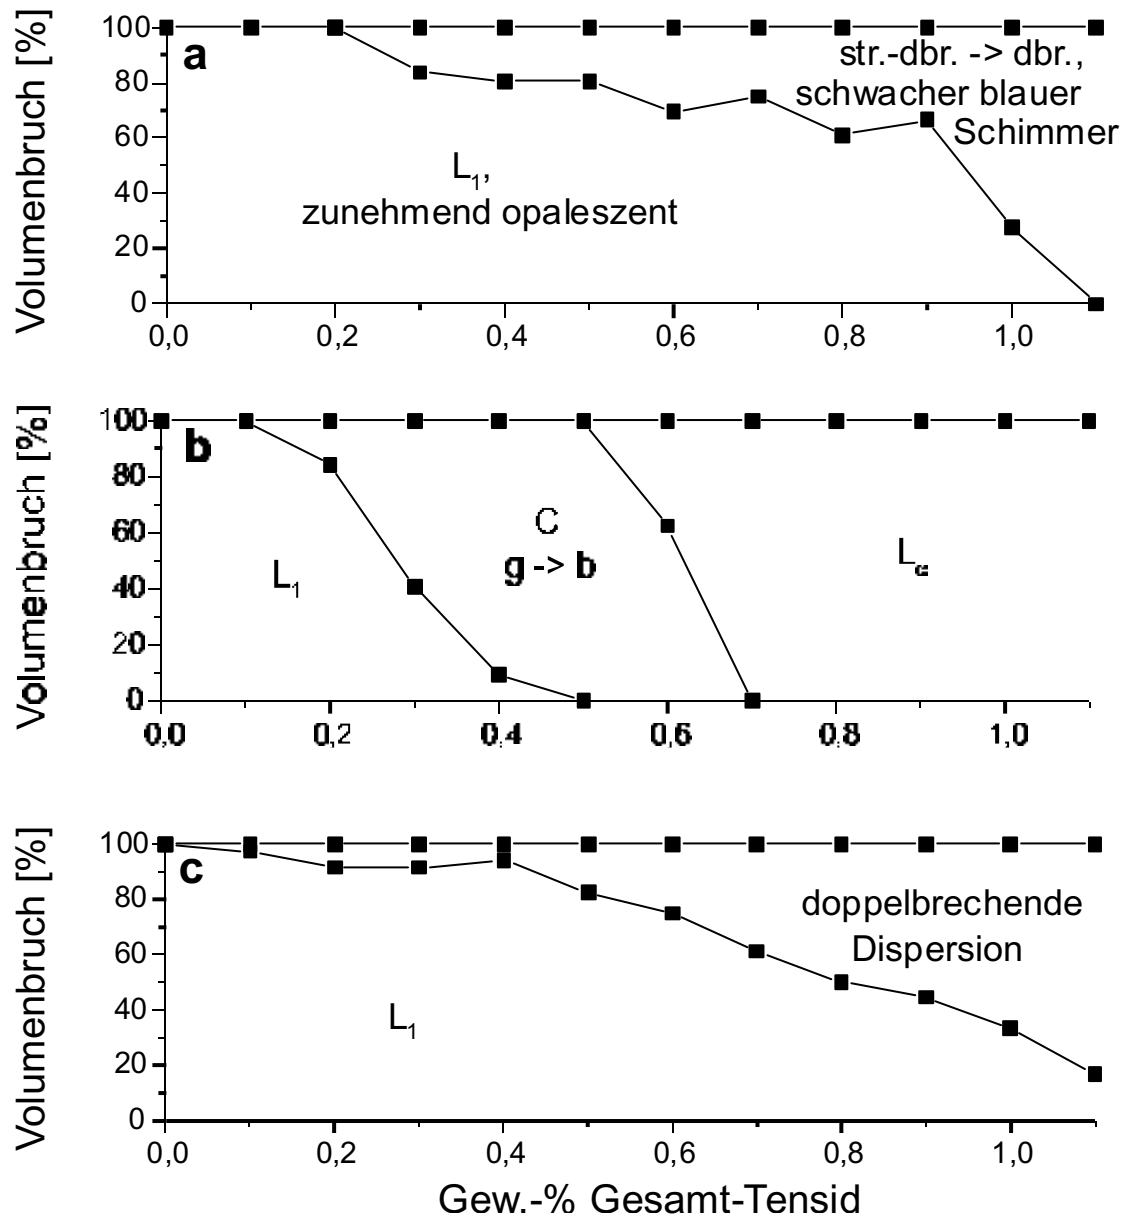 Volumenbruch [%]
100
80
60
40
20
0
a
str.-dbr. -> dbr.,
schwacher blauer
Schimmer
L1,
zunehmend opaleszent
0,0 0,2 0,4 0,6 0,8 1,0
Volumenbruch [%]
100
80
60
40
20
0
b
C
g -> b
L1
Lα
0,0 0,2 0,4 0,6 0,8 1,0
Volumenbruch [%]
100
80
60
40
20
0
c
doppelbrechende
Dispersion
L1
0,0 0,2 0,4 0,6 0,8 1,0
Gew.-% Gesamt-Tensid